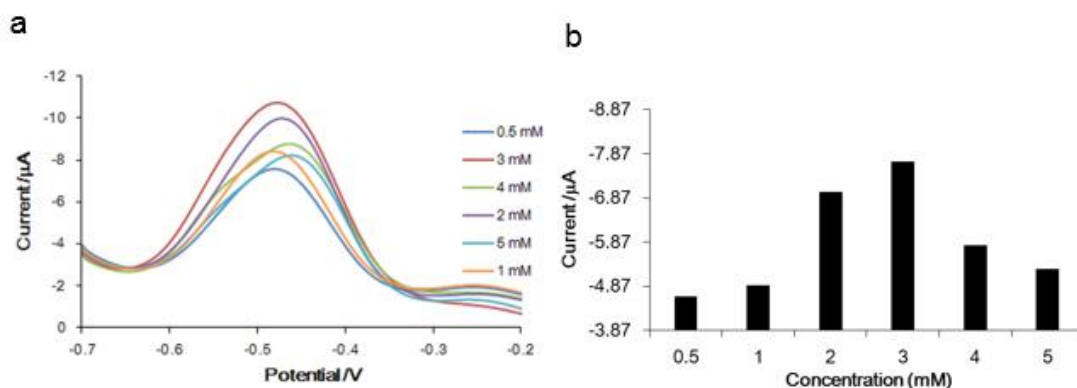 a
Current /µA
-12
-10
-8
-6
-4
-2
0
-0.7
-0.6
-0.5
-0.4
-0.3
-0.2
Potential /V
0.5 mM
3 mM
4 mM
2 mM
5 mM
1 mM
b
Current /µA
-8.87
-7.87
-6.87
-5.87
-4.87
-3.87
0.5
1
2
3
4
5
Concentration (mM)